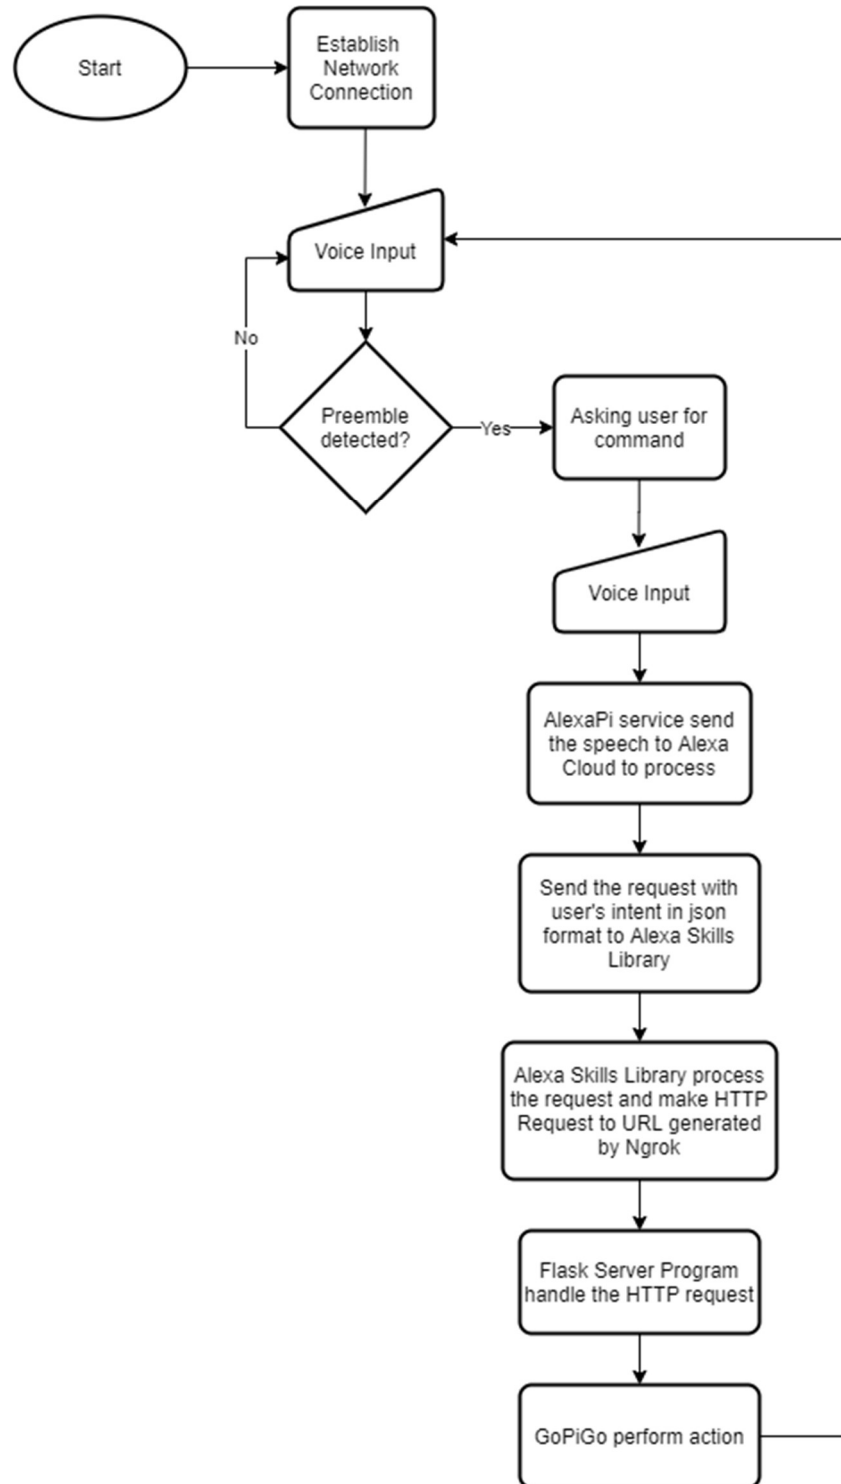 Start
Establish
Network
Connection
Voice Input
No
Preemble
detected?
Yes
Asking user for
command
Voice Input
AlexaPi service send
the speech to Alexa
Cloud to process
Send the request with
user's intent in json
format to Alexa Skills
Library
Alexa Skills Library process
the request and make HTTP
Request to URL generated
by Ngrok
Flask Server Program
handle the HTTP request
GoPiGo perform action